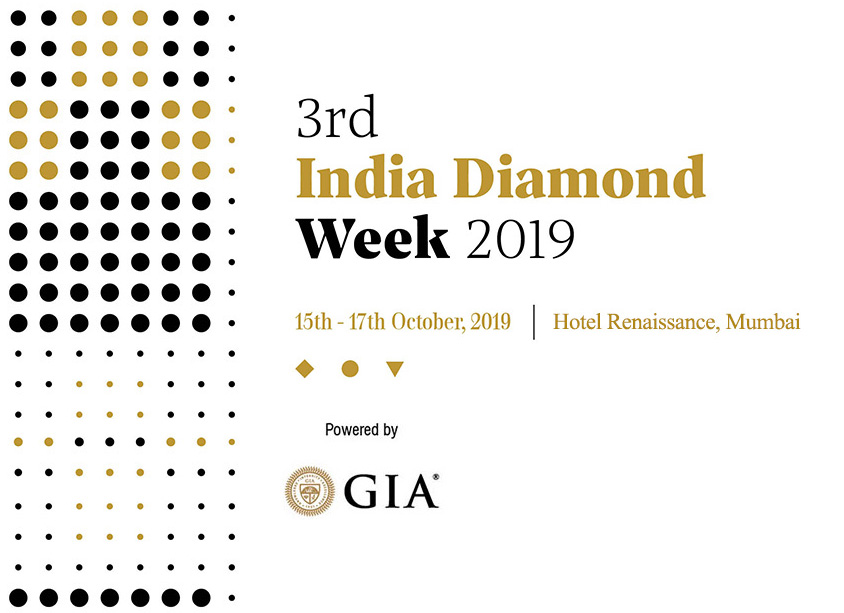 3rd
India Diamond
Week 2019
15th - 17th October, 2019 | Hotel Renaissance, Mumbai
Powered by
GIA®